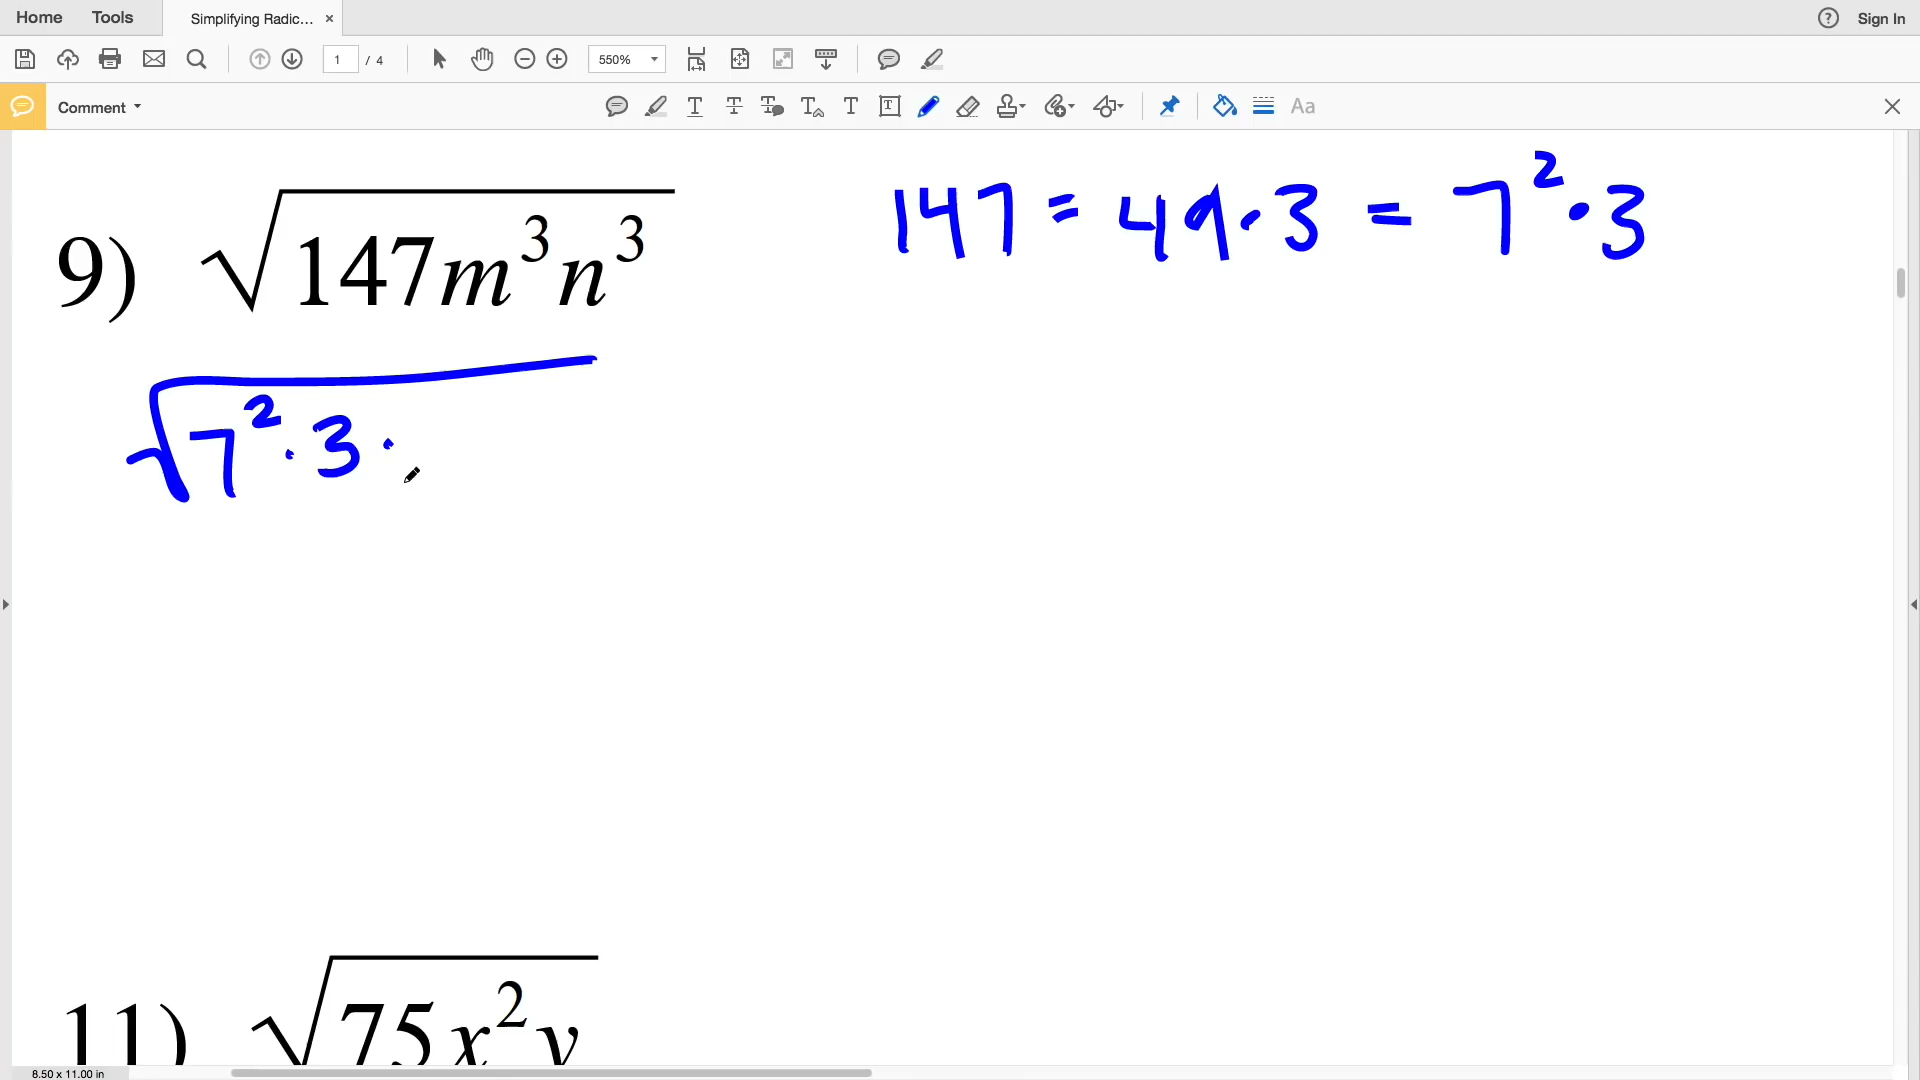 Home Tools Simplifying Radic... × ? Sign In
1 / 4 550%
Comment Aa
9) √147m³n³
147 = 49·3 = 7²·3
√7²·3·
11) √75x²y
8.50 x 11.00 in